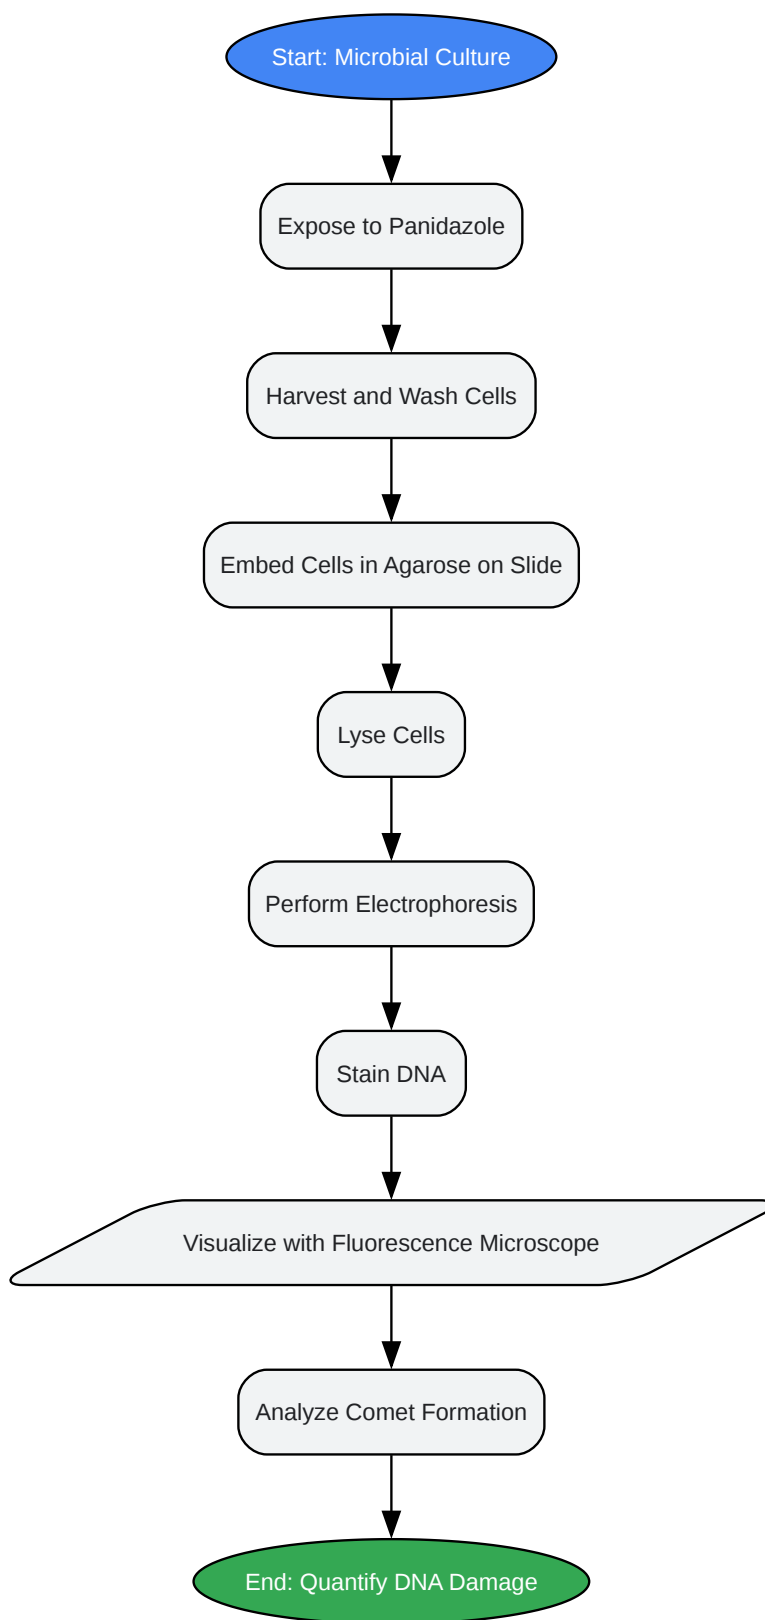 Start: Microbial Culture
Expose to Panidazole
Harvest and Wash Cells
Embed Cells in Agarose on Slide
Lyse Cells
Perform Electrophoresis
Stain DNA
Visualize with Fluorescence Microscope
Analyze Comet Formation
End: Quantify DNA Damage